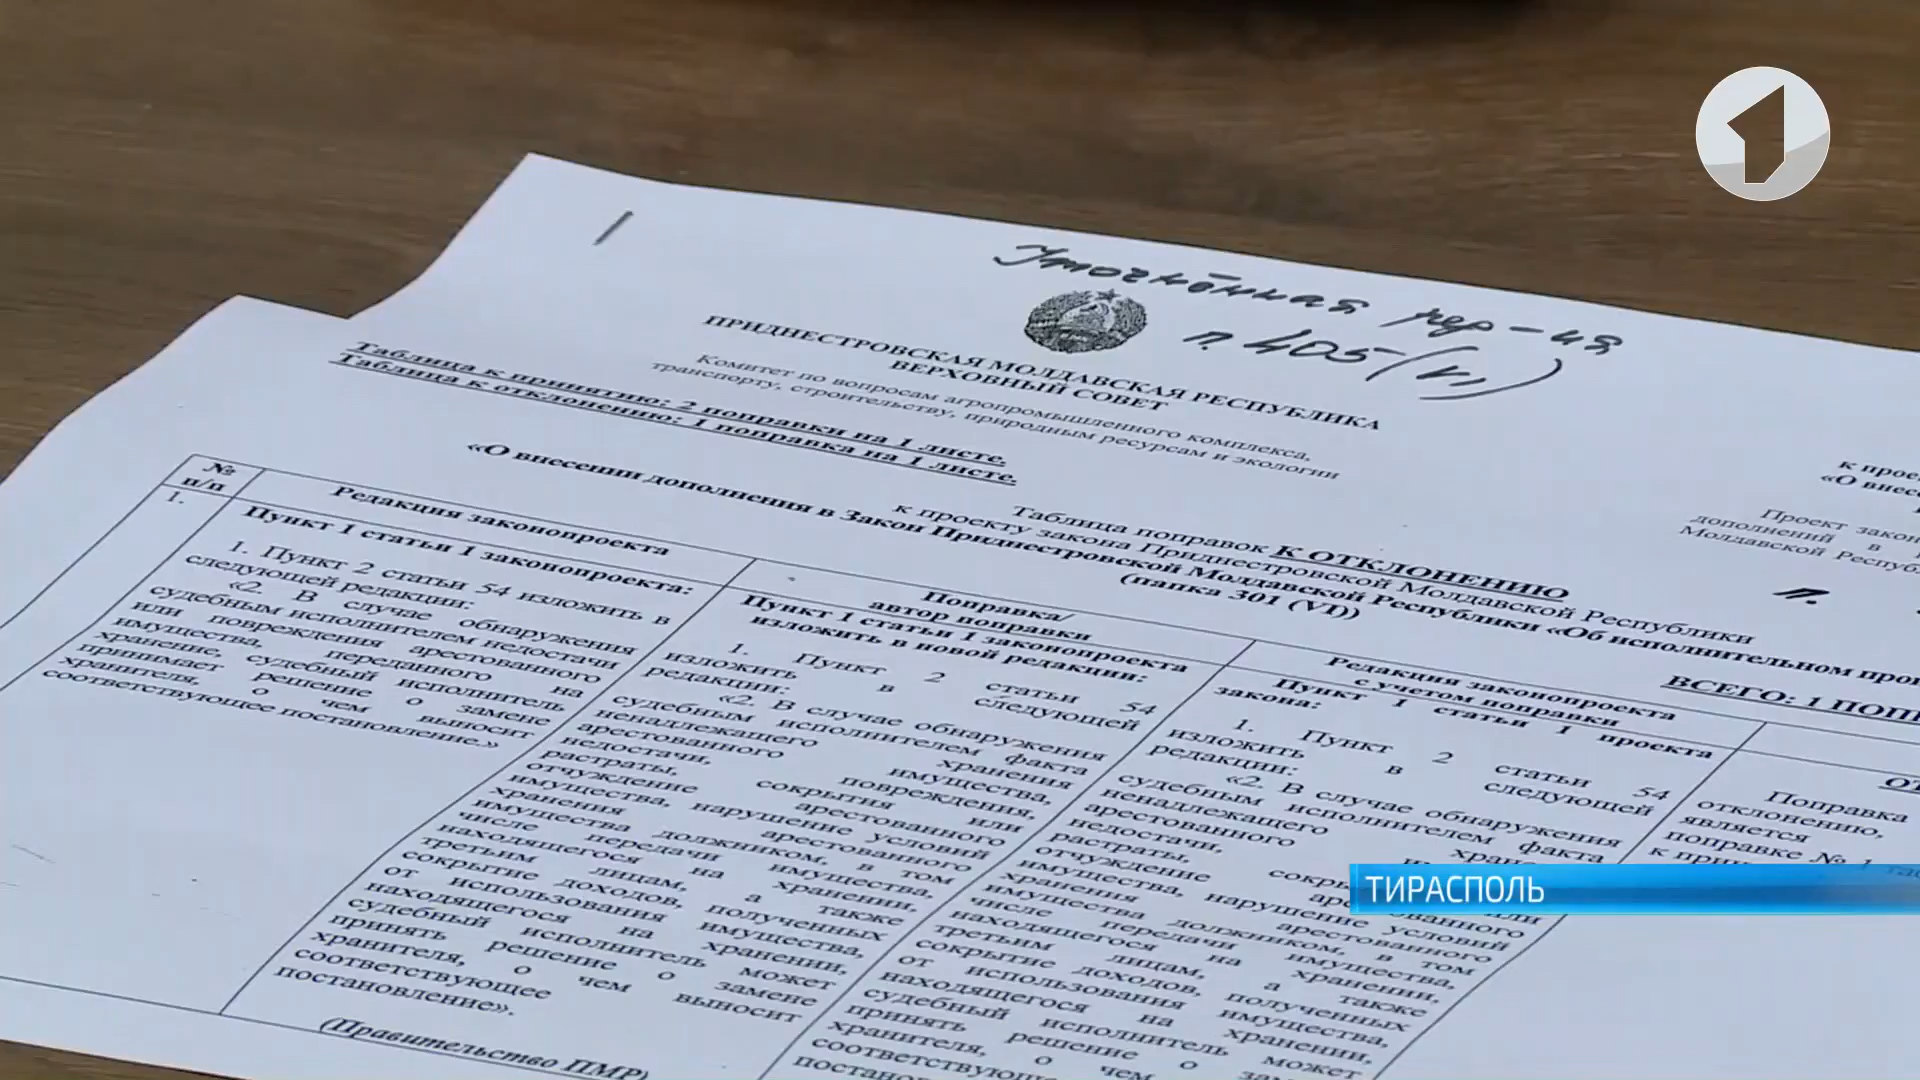 Уточнённая ред-ия
п. 405 (VI)
ПРИДНЕСТРОВСКАЯ МОЛДАВСКАЯ РЕСПУБЛИКА
ВЕРХОВНЫЙ СОВЕТ
Комитет по вопросам агропромышленного комплекса,
транспорту, строительству, природным ресурсам и экологии
Таблица к принятию: 2 поправки на 1 листе.
Таблица к отклонению: 1 поправка на 1 листе.
Таблица поправок К ОТКЛОНЕНИЮ
к проекту закона Приднестровской Молдавской Республики
«О внесении дополнения в Закон Приднестровской Молдавской Республики «Об исполнительном
(папка 301 (VI))
ВСЕГО: 1
№
п/п
Редакция законопроекта
Поправка/
автор поправки
Редакция законопроекта
с учетом поправки
1.
Пункт 1 статьи 1 законопроекта:
1. Пункт 2 статьи 54 изложить в
следующей редакции:
«2. В случае обнаружения
судебным исполнителем недостачи
или повреждения арестованного
имущества, переданного на
хранение, судебный исполнитель
принимает решение о замене
хранителя, о чем выносит
соответствующее постановление.»
Пункт 1 статьи 1 законопроекта
изложить в новой редакции:
1. Пункт 2 статьи 54
изложить в следующей
редакции:
«2. В случае обнаружения
судебным исполнителем факта
ненадлежащего хранения
арестованного имущества,
недостачи, повреждения,
растраты, сокрытия или
отчуждение арестованного
имущества, нарушение условий
хранения арестованного
имущества должником, в том
числе передачи имущества,
находящегося на хранении,
третьим лицам, а также
сокрытие доходов, полученных
от использования имущества,
находящегося на хранении,
судебный исполнитель может
принять решение о замене
хранителя, о чем выносит
соответствующее
постановление».
(Правительство ПМР)
Пункт 1 статьи 1 проекта
закона:
1. Пункт 2 статьи 54
изложить в следующей
редакции:
«2. В случае обнаружения
судебным исполнителем факта
ненадлежащего
арестованного
недостачи,
растраты,
отчуждение
имущества, нарушение условий
хранения арестованного
имущества должником, в том
числе передачи имущества,
находящегося на хранении,
третьим лицам, а также
сокрытие доходов, полученных
от использования имущества,
находящегося на хранении,
судебный исполнитель может
принять решение о
хранителя, о чем
Поправка
отклонению,
является
поправке № 1
Проект
дополнений в
Молдавской
п.
ТИРАСПОЛЬ
1